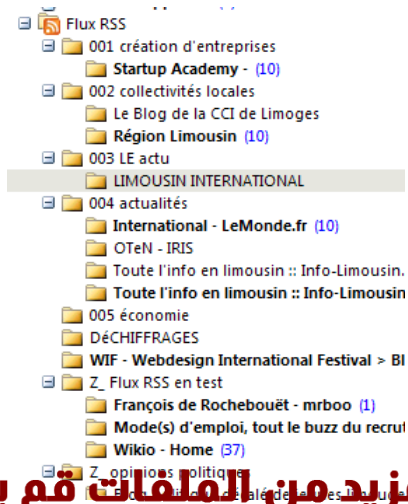 Flux RSS
001 création d'entreprises
Startup Academy - (10)
002 collectivités locales
Le Blog de la CCI de Limoges
Région Limousin (10)
003 LE actu
LIMOUSIN INTERNATIONAL
004 actualités
International - LeMonde.fr (10)
OTeN - IRIS
Toute l'info en limousin :: Info-Limousin.
Toute l'info en limousin :: Info-Limousin
005 économie
DéCHIFFRAGES
WIF - Webdesign International Festival > Bl
Z_ Flux RSS en test
François de Rochebouët - mrboo (1)
Mode(s) d'emploi, tout le buzz du recrut
Wikio - Home (37)
Z_ opinions politique
من الملفات قم